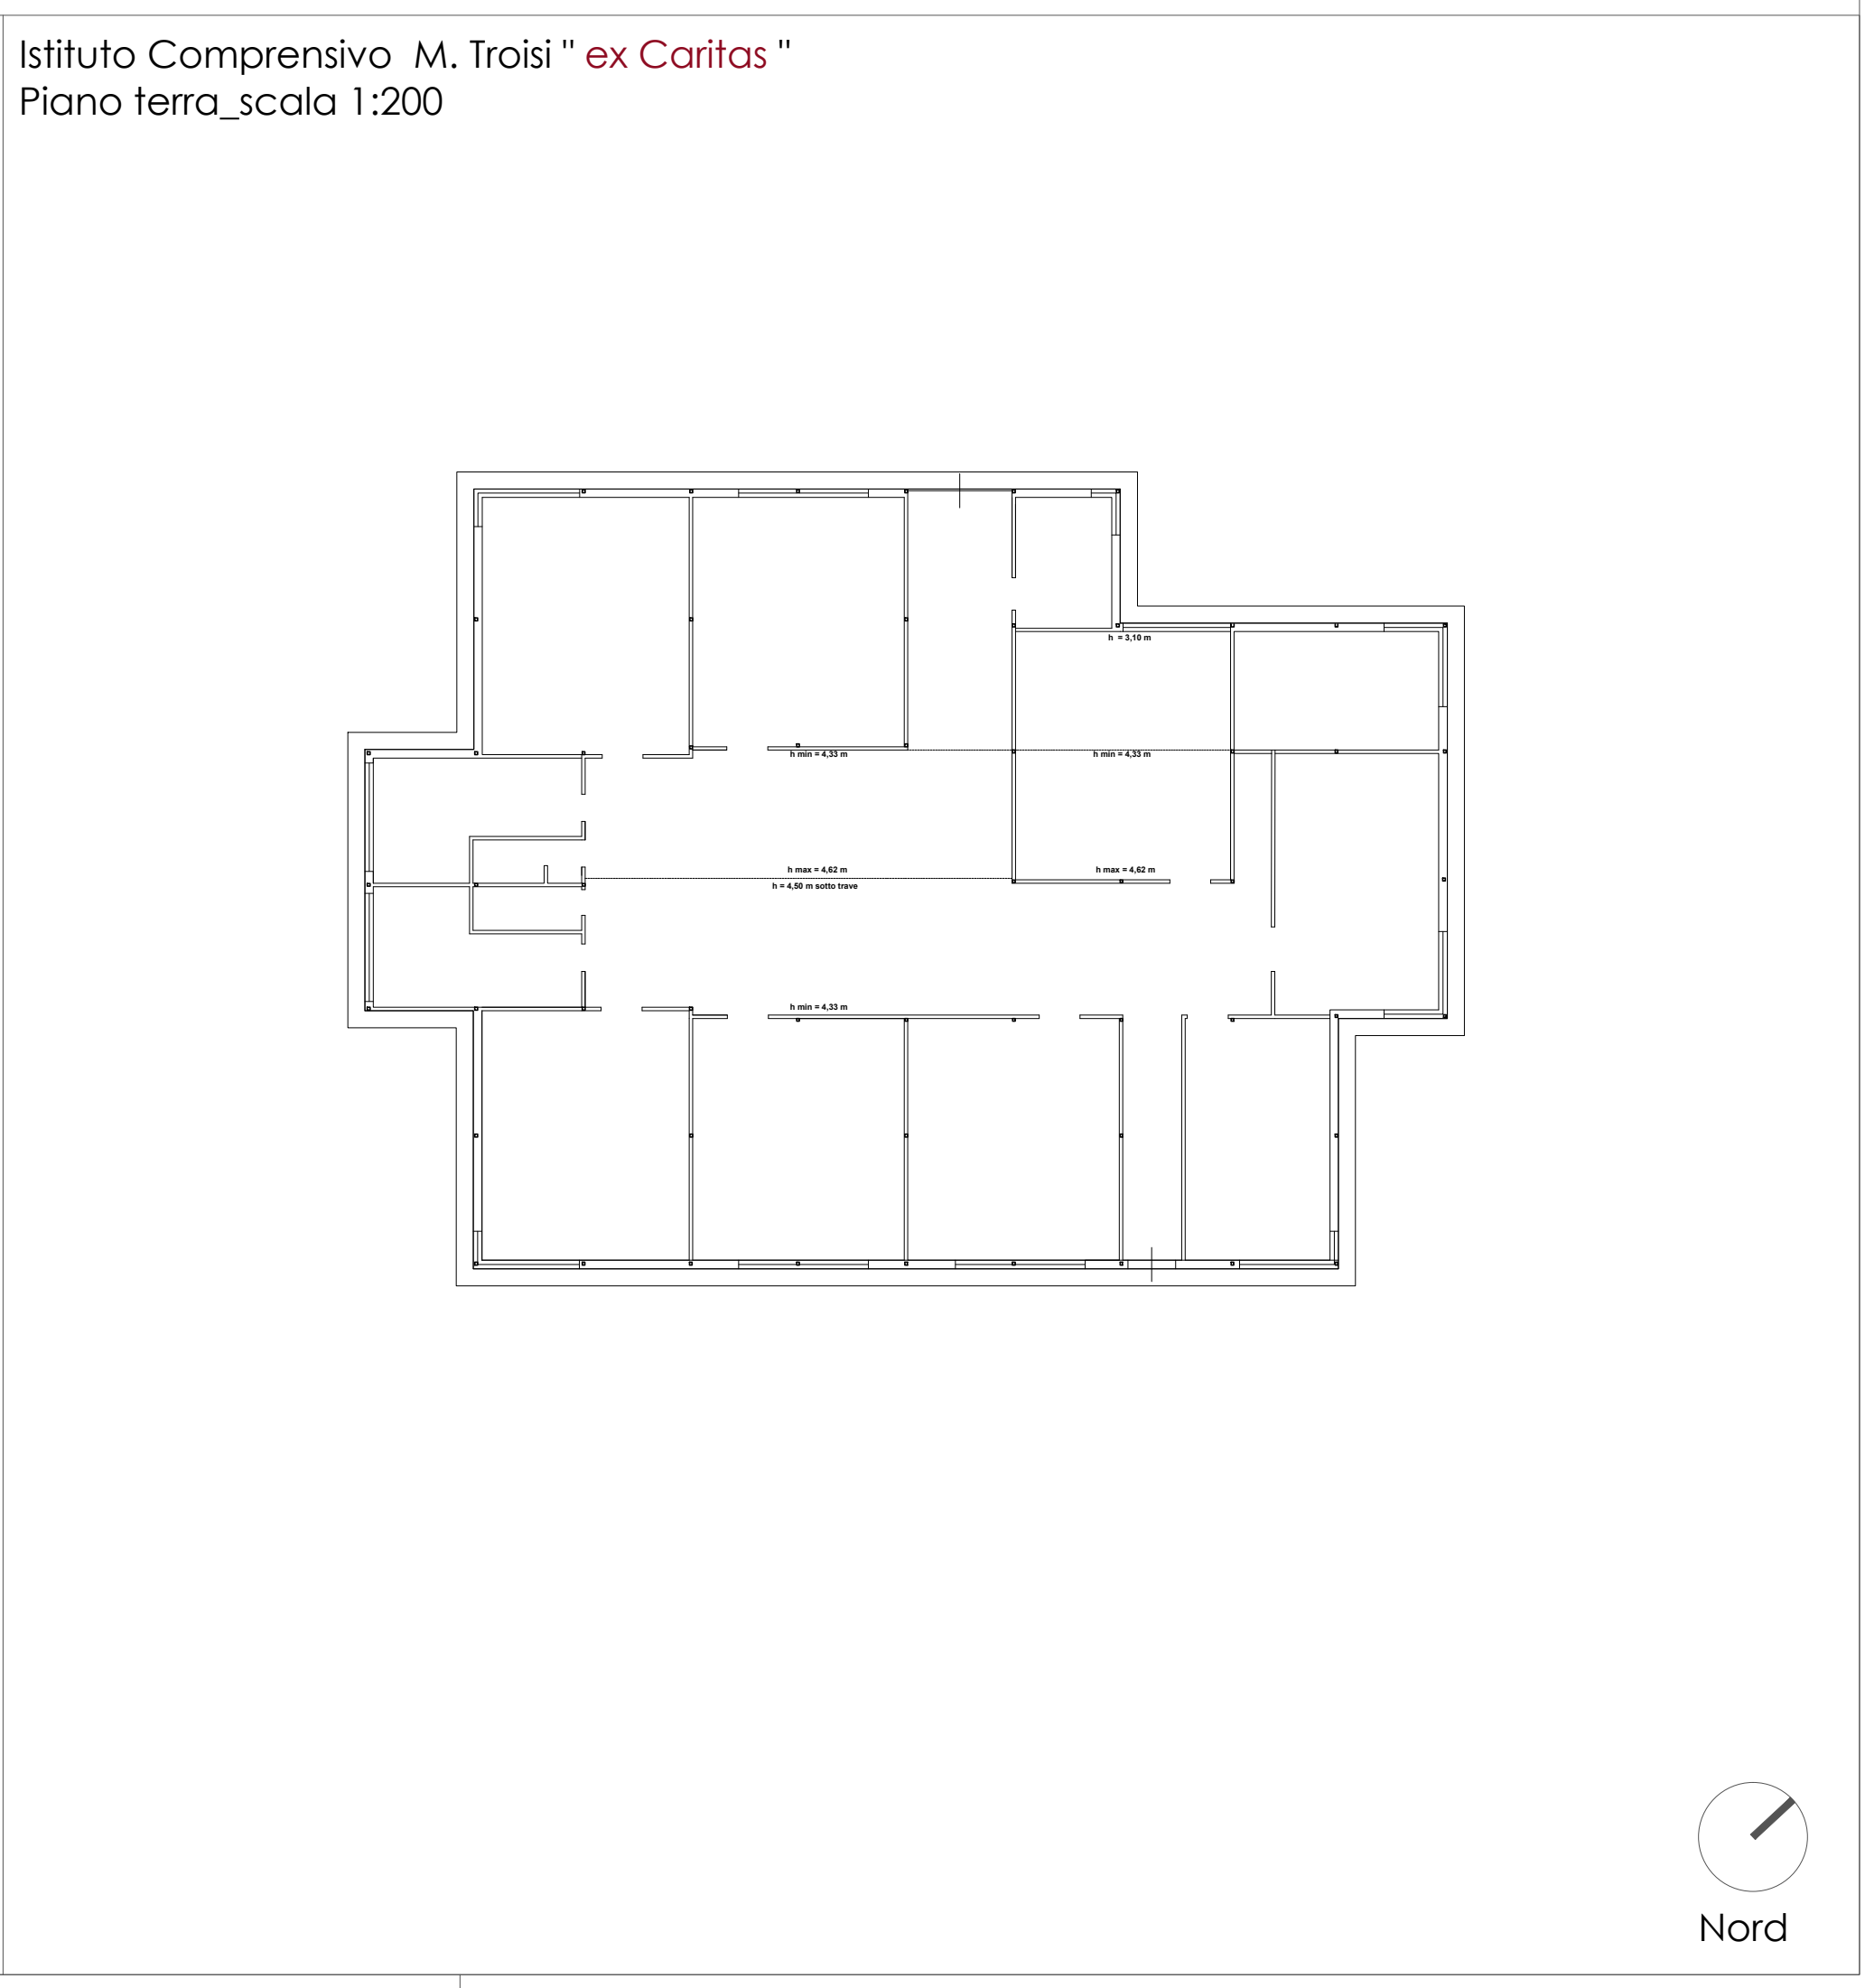 Istituto Comprensivo M. Troisi " ex Caritas "
Piano terra_scala 1:200
h = 3,10 m
h min = 4,33 m
h min = 4,33 m
h max = 4,62 m
h max = 4,62 m
h = 4,50 m sotto trave
h min = 4,33 m
Nord